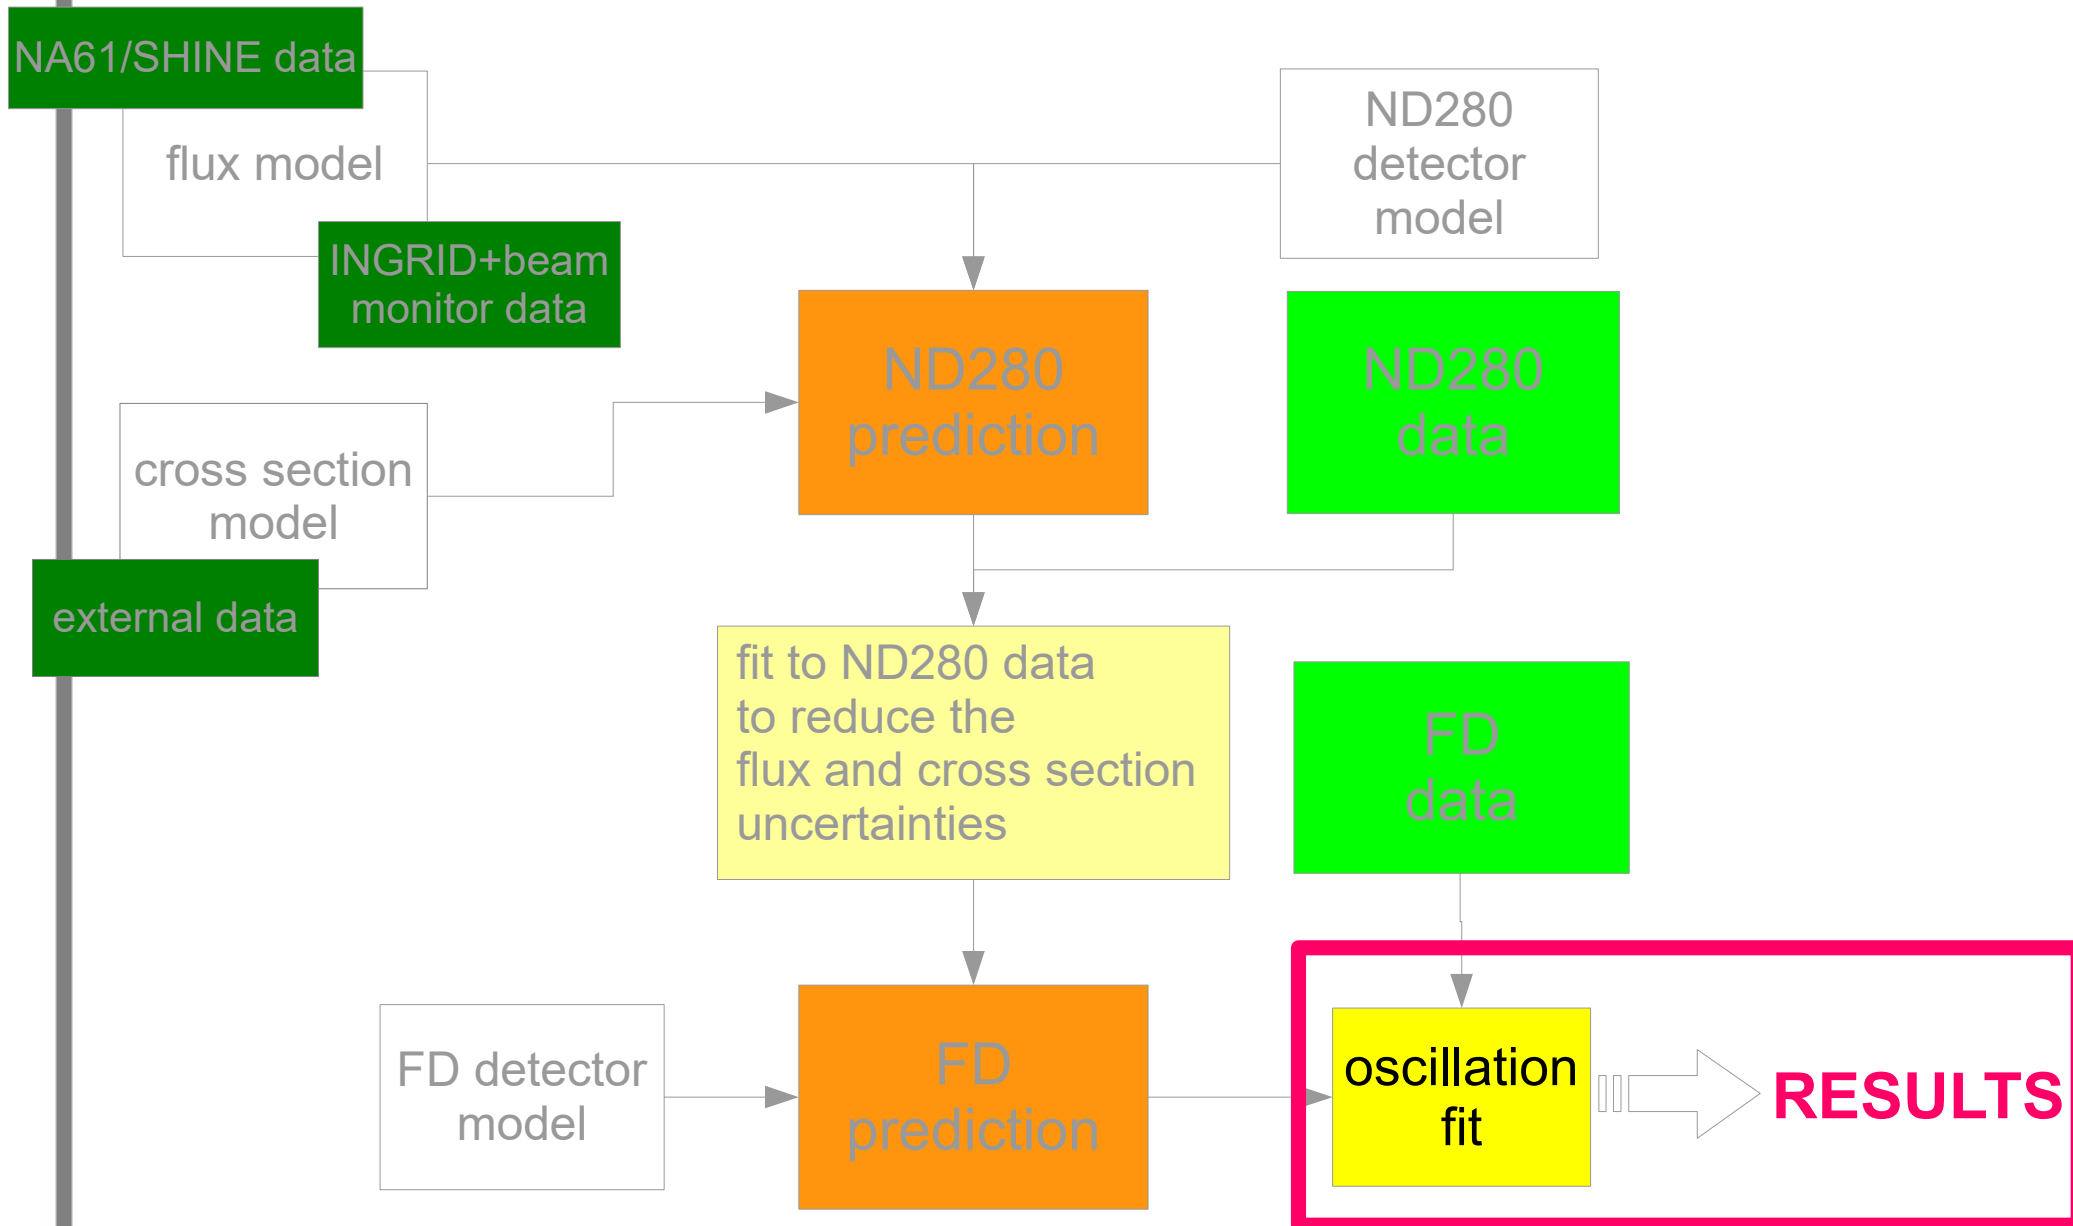 NA61/SHINE data
flux model
INGRID+beam
monitor data
ND280
detector
model
ND280
prediction
ND280
data
cross section
model
external data
fit to ND280 data
to reduce the
flux and cross section
uncertainties
FD
data
FD detector
model
FD
prediction
oscillation
fit
RESULTS